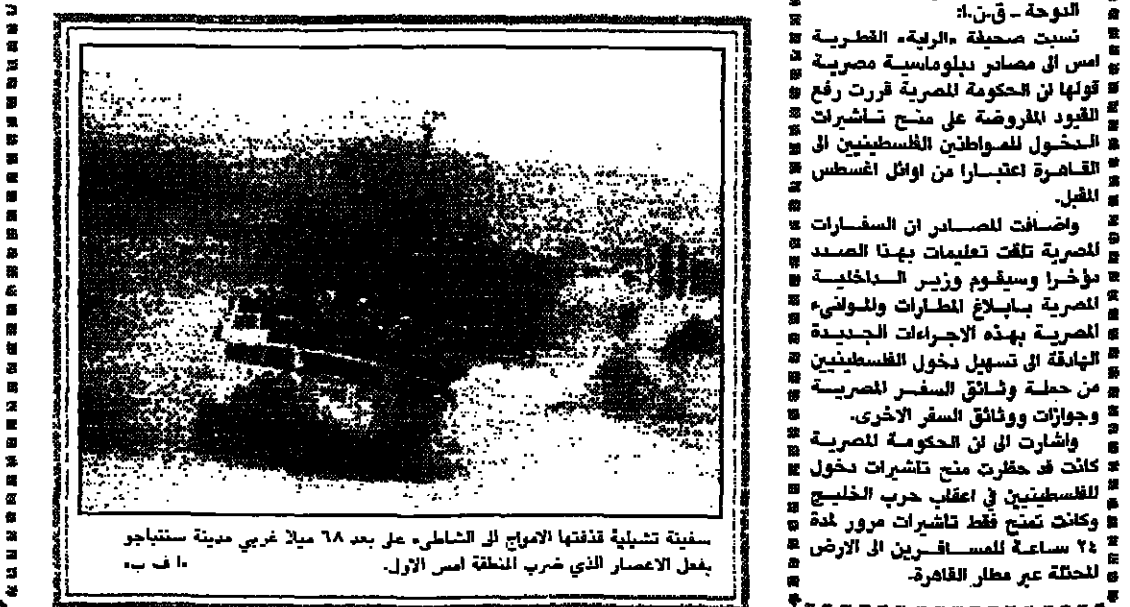 الدوحة ـ ق.ن.ا:
نسبت صحيفة «الراية» القطرية
امس الى مصادر دبلوماسية مصرية
قولها ان الحكومة المصرية قررت رفع
القيود المفروضة على منح تاشيرات
الدخول للمواطنين الفلسطينيين الى
القاهرة اعتبارا من اوائل اغسطس
المقبل.
واضافت المصادر ان السفارات
المصرية تلقت تعليمات بهذا الصدد
مؤخرا وسيقوم وزير الداخلية
المصرية بابلاغ المطارات والموانىء
المصرية بهذه الاجراءات الجديدة
الهادفة الى تسهيل دخول الفلسطينيين
من حملة وثائق السفر المصرية
وجوازات ووثائق السفر الاخرى.
واشارت الى ان الحكومة المصرية
كانت قد حظرت منح تاشيرات دخول
للفلسطينيين في اعقاب حرب الخليج
وكانت تمنح فقط تاشيرات مرور لمدة
٢٤ ساعة للمسافرين الى الارض
المحتلة عبر مطار القاهرة.
سفينة تشيلية قذفتها الامواج الى الشاطىء على بعد ٦٨ ميلا غربي مدينة سنتياجو
بفعل الاعصار الذي ضرب المنطقة امس الاول. «ا ف ب»